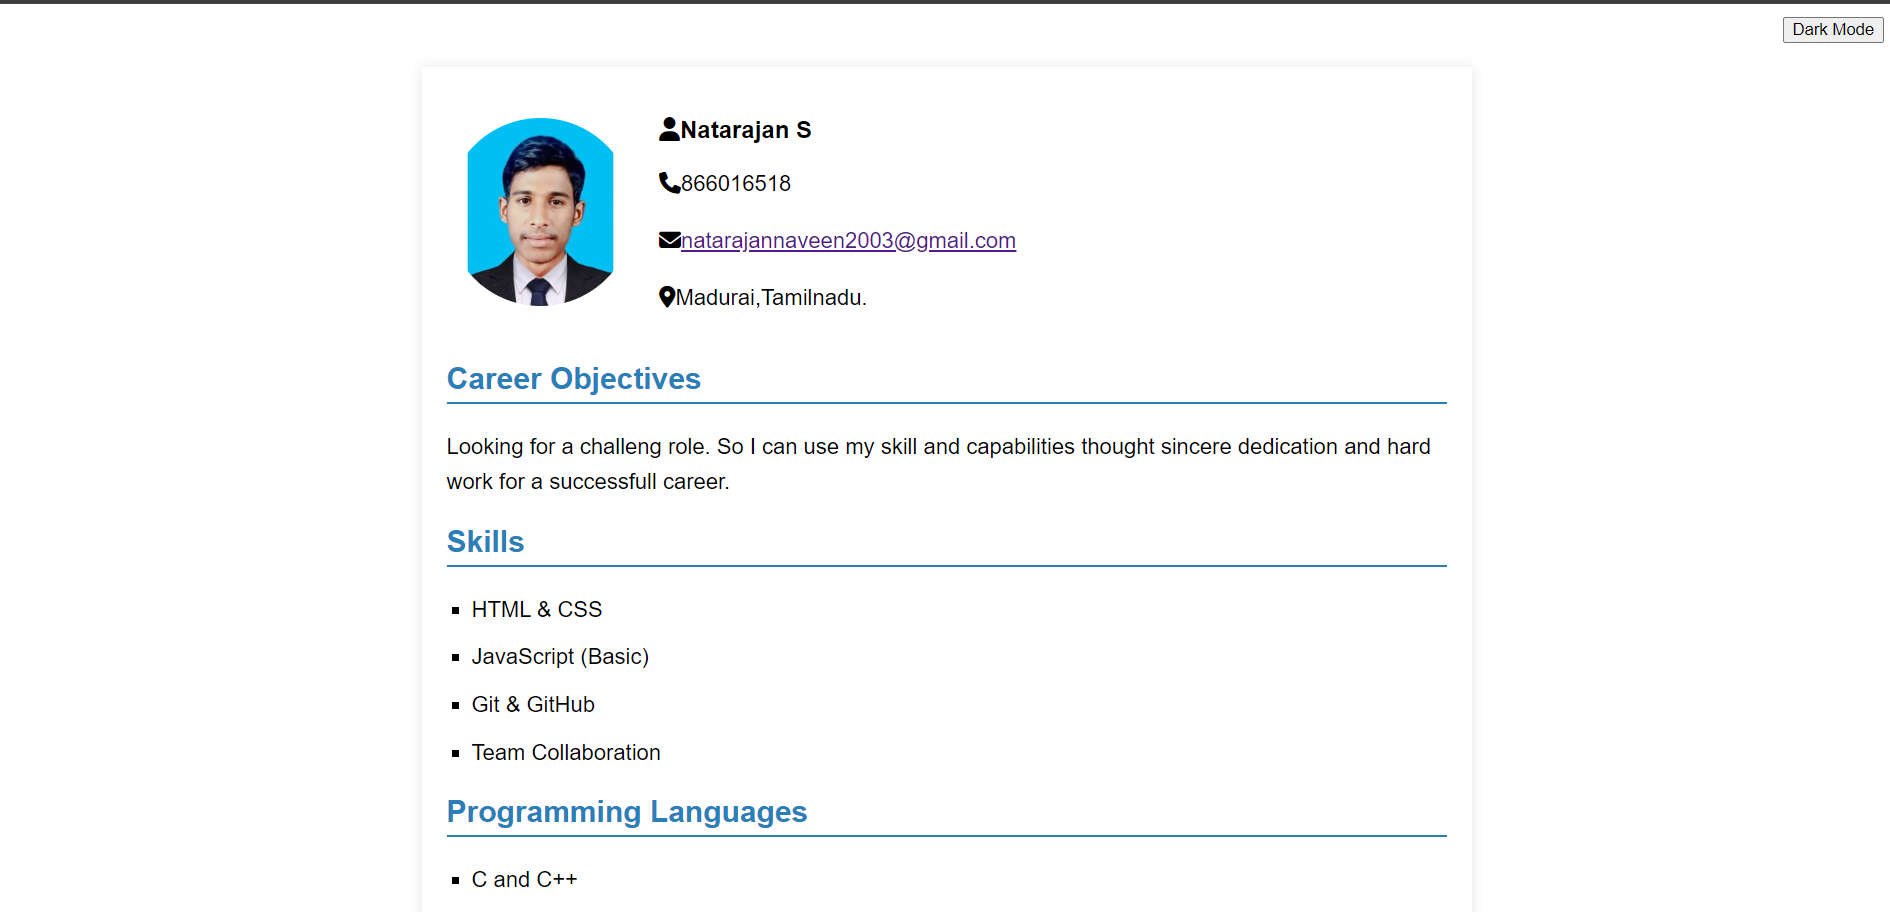 Dark Mode
Natarajan S
866016518
natarajannaveen2003@gmail.com
Madurai,Tamilnadu.
Career Objectives
Looking for a challeng role. So I can use my skill and capabilities thought sincere dedication and hard
work for a successfull career.
Skills
HTML & CSS
JavaScript (Basic)
Git & GitHub
Team Collaboration
Programming Languages
C and C++